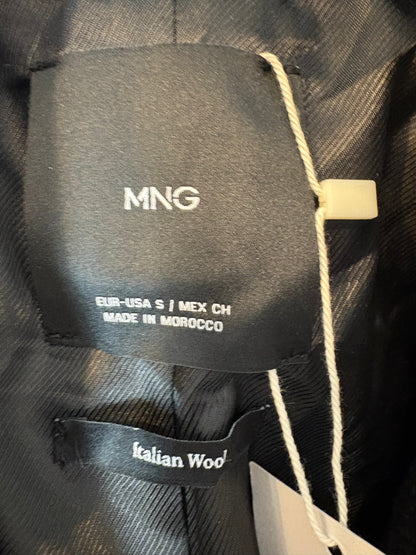 MNG
EUR-USA S / MEX CH
MADE IN MOROCCO
Italian Wool